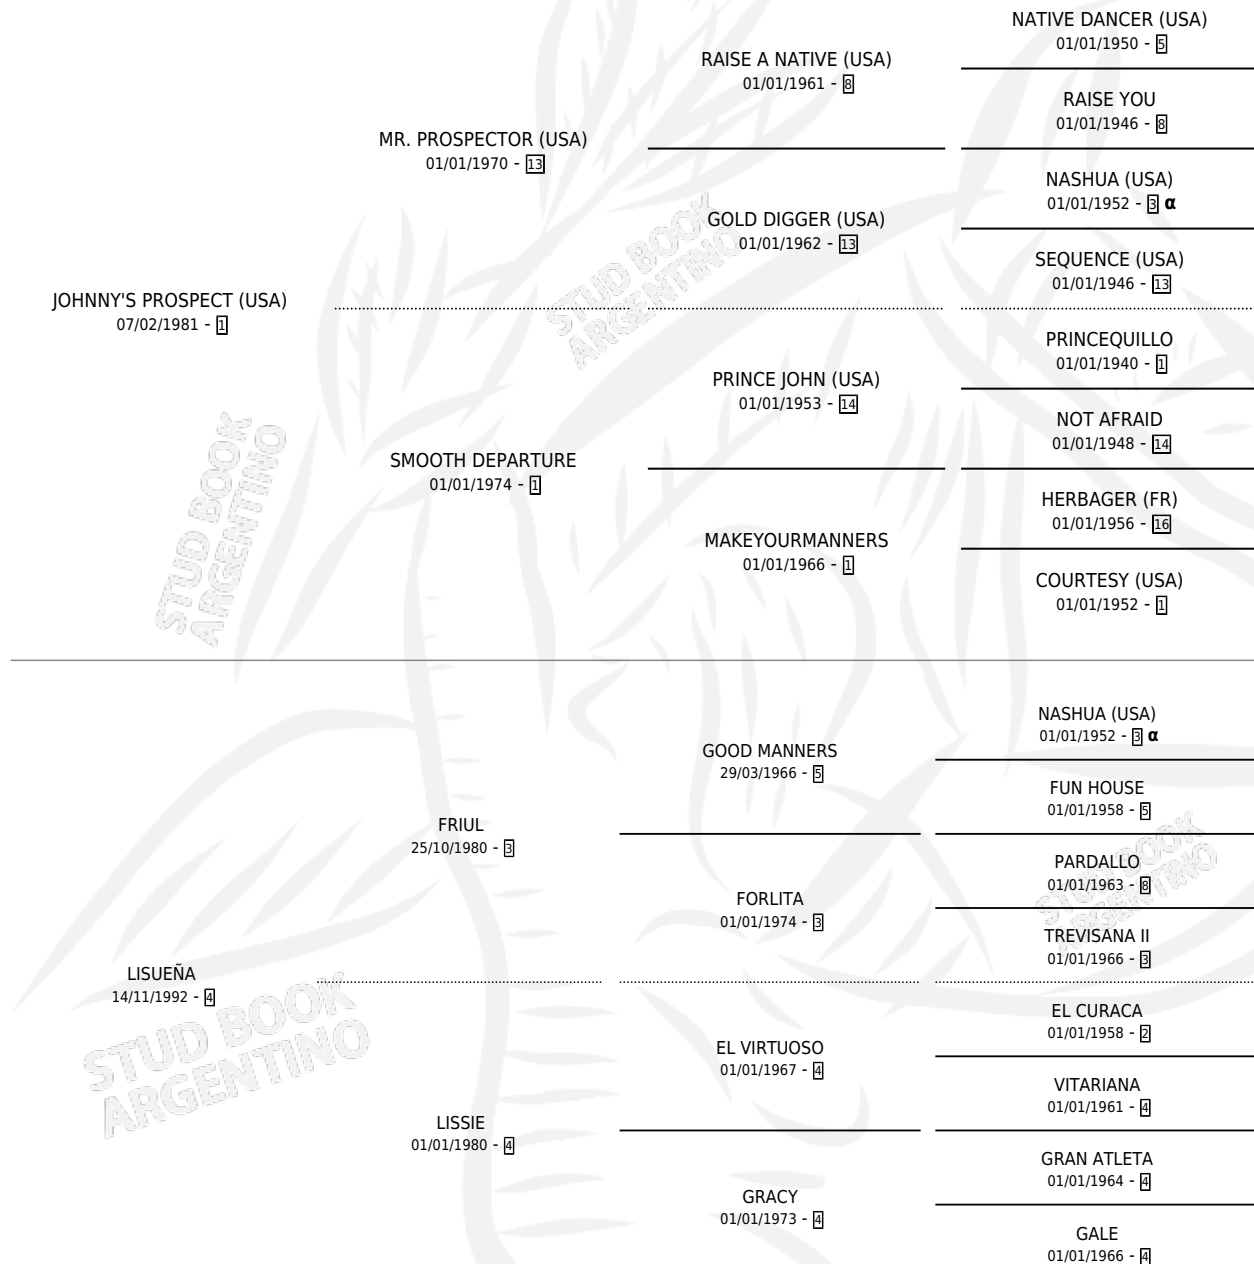 NATIVE DANCER (USA)
01/01/1950 - 5
RAISE A NATIVE (USA)
01/01/1961 - 8
RAISE YOU
01/01/1946 - 8
MR. PROSPECTOR (USA)
01/01/1970 - 13
NASHUA (USA)
01/01/1952 - 3 α
GOLD DIGGER (USA)
01/01/1962 - 13
SEQUENCE (USA)
01/01/1946 - 13
JOHNNY'S PROSPECT (USA)
07/02/1981 - 1
PRINCEQUILLO
01/01/1940 - 1
PRINCE JOHN (USA)
01/01/1953 - 14
NOT AFRAID
01/01/1948 - 14
SMOOTH DEPARTURE
01/01/1974 - 1
HERBAGER (FR)
01/01/1956 - 16
MAKEYOURMANNERS
01/01/1966 - 1
COURTESY (USA)
01/01/1952 - 1
NASHUA (USA)
01/01/1952 - 3 α
GOOD MANNERS
29/03/1966 - 5
FUN HOUSE
01/01/1958 - 5
FRIUL
25/10/1980 - 3
PARDALLO
01/01/1963 - 8
FORLITA
01/01/1974 - 3
TREVISANA II
01/01/1966 - 3
LISUEÑA
14/11/1992 - 4
EL CURACA
01/01/1958 - 2
EL VIRTUOSO
01/01/1967 - 4
VITARIANA
01/01/1961 - 4
LISSIE
01/01/1980 - 4
GRAN ATLETA
01/01/1964 - 4
GRACY
01/01/1973 - 4
GALE
01/01/1966 - 4
STUD BOOK
ARGENTINO
STUD BOOK
ARGENTINO
STUD BOOK
ARGENTINO
STUD BOOK
ARGENTINO